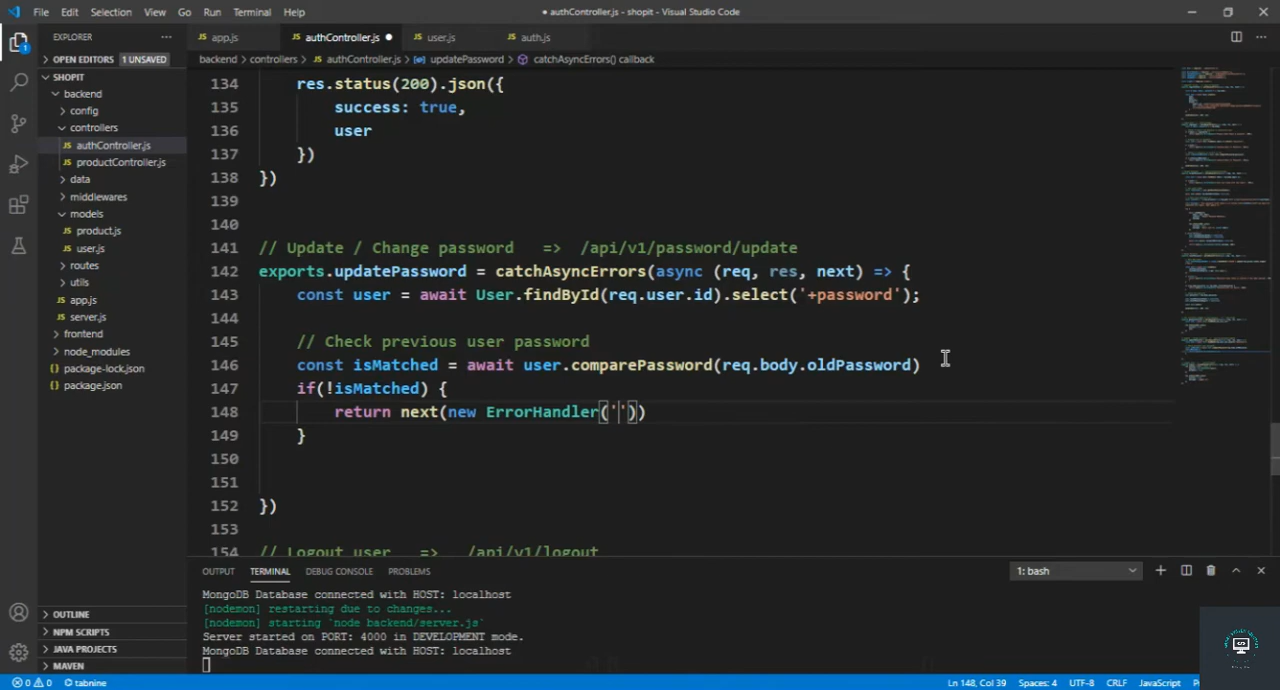 File Edit Selection View Go Run Terminal Help
● authController.js - shopit - Visual Studio Code
EXPLORER ···
app.js authController.js ● user.js auth.js
OPEN EDITORS 1 UNSAVED
backend > controllers > authController.js > updatePassword > catchAsyncErrors() callback
SHOPIT
backend
config
controllers
authController.js
productController.js
data
middlewares
models
product.js
user.js
routes
utils
app.js
server.js
frontend
node_modules
package-lock.json
package.json
OUTLINE
NPM SCRIPTS
JAVA PROJECTS
MAVEN
134 res.status(200).json({
135 success: true,
136 user
137 })
138 })
139
140
141 // Update / Change password => /api/v1/password/update
142 exports.updatePassword = catchAsyncErrors(async (req, res, next) => {
143 const user = await User.findById(req.user.id).select('+password');
144
145 // Check previous user password
146 const isMatched = await user.comparePassword(req.body.oldPassword)
147 if(!isMatched) {
148 return next(new ErrorHandler(''))
149 }
150
151
152 })
153
154 // Logout user => /api/v1/logout
OUTPUT TERMINAL DEBUG CONSOLE PROBLEMS
1: bash
MongoDB Database connected with HOST: localhost
[nodemon] restarting due to changes...
[nodemon] starting `node backend/server.js`
Server started on PORT: 4000 in DEVELOPMENT mode.
MongoDB Database connected with HOST: localhost
0 0 tabnine
Ln 148, Col 39 Spaces: 4 UTF-8 CRLF JavaScript